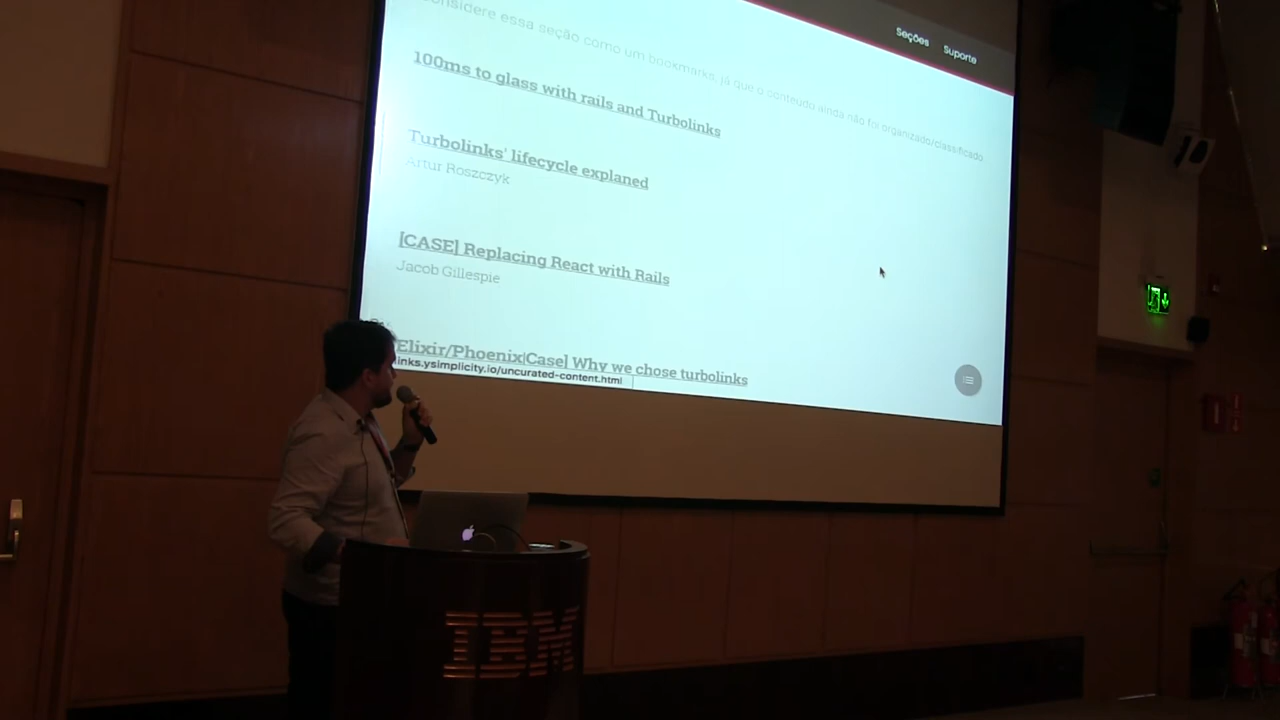 Seções Suporte
considere essa seção como um bookmarks, já que o conteúdo ainda não foi organizado/classificado
100ms to glass with rails and Turbolinks
Turbolinks' lifecycle explained
Artur Roszczyk
[CASE] Replacing React with Rails
Jacob Gillespie
Elixir/Phoenix|Case] Why we chose turbolinks
links.ysimplicity.io/uncurated-content.html
IBM